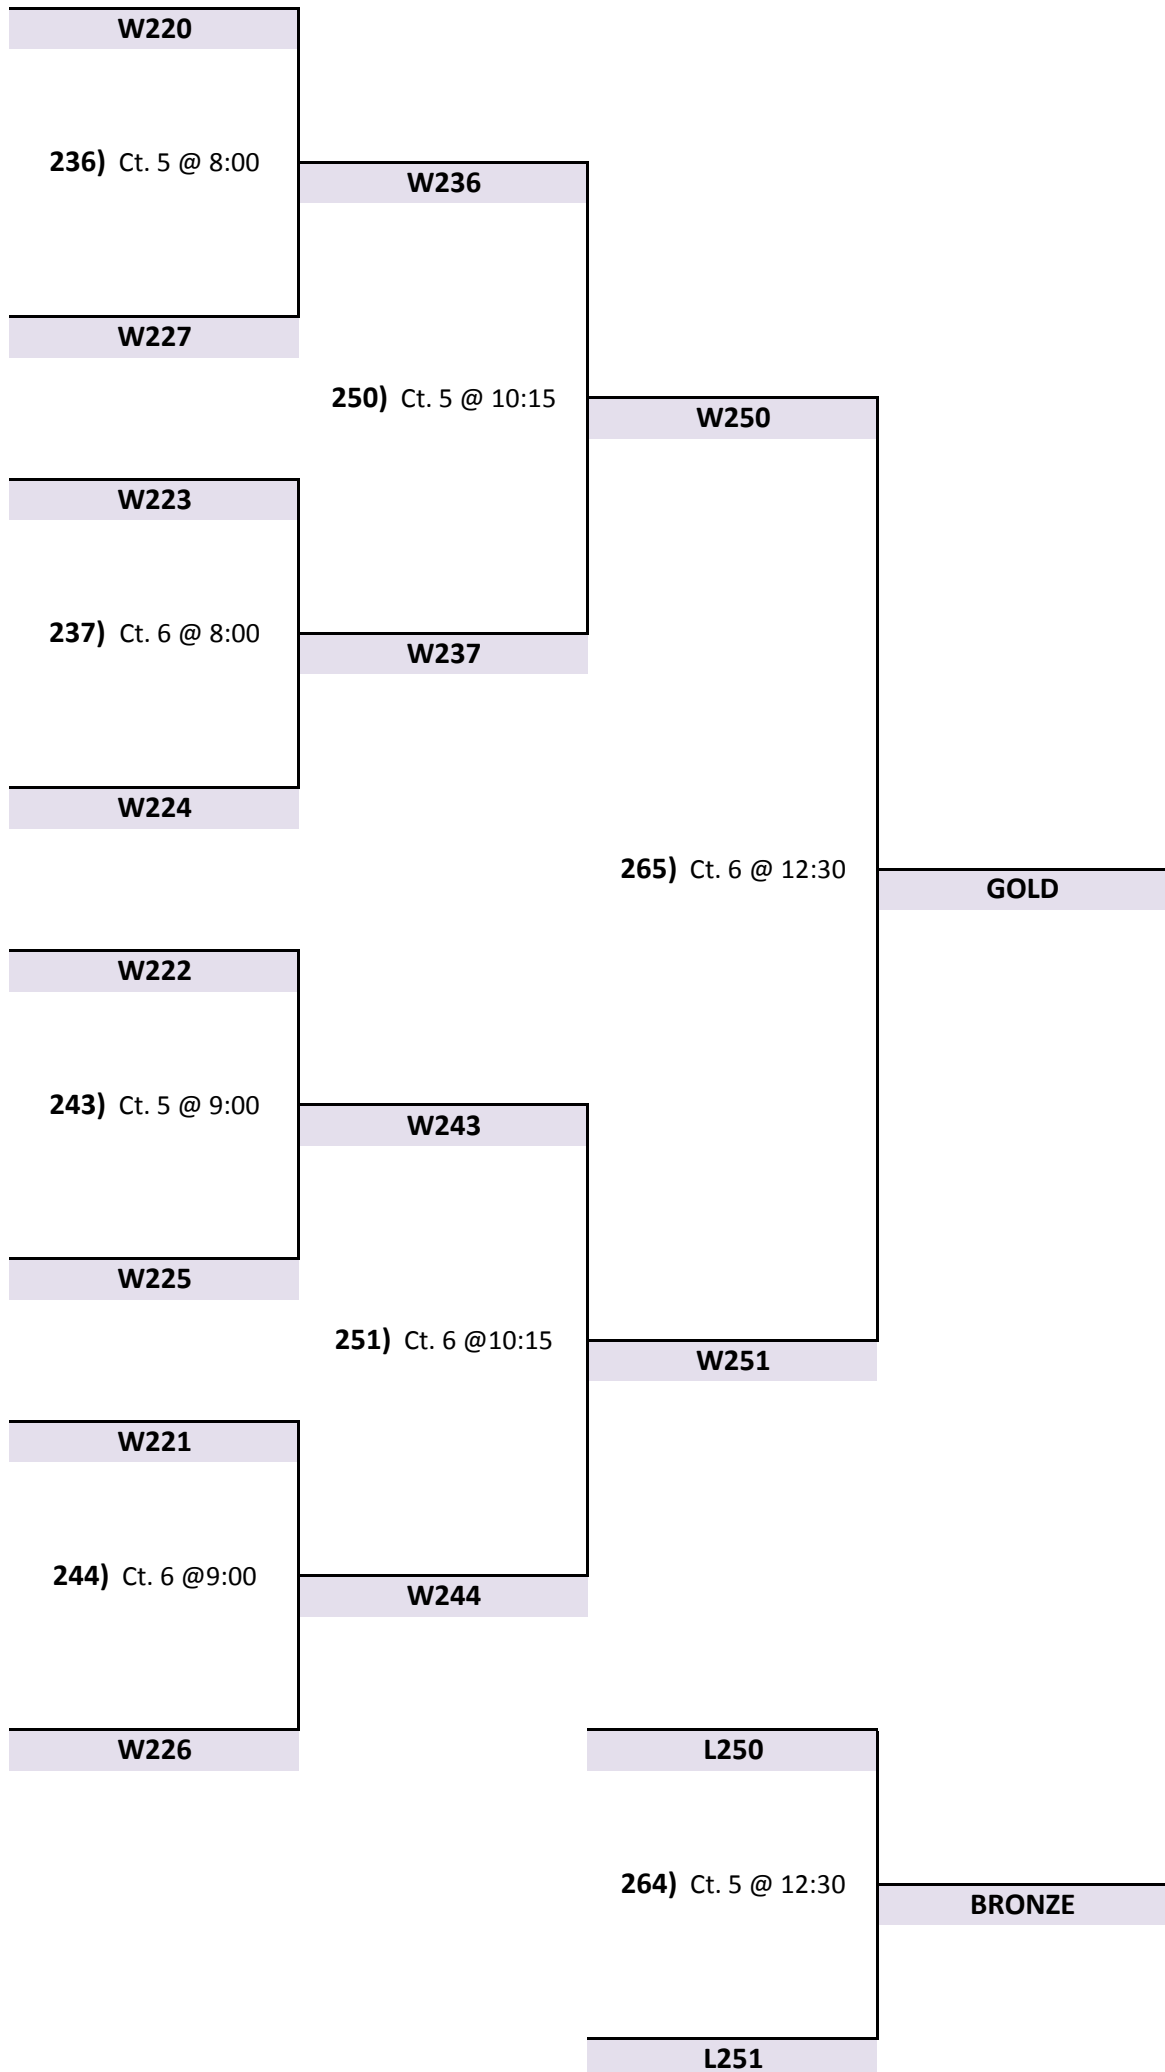 W220
236) Ct. 5 @ 8:00
W236
W227
250) Ct. 5 @ 10:15
W250
W223
237) Ct. 6 @ 8:00
W237
W224
265) Ct. 6 @ 12:30
GOLD
W222
243) Ct. 5 @ 9:00
W243
W225
251) Ct. 6 @10:15
W251
W221
244) Ct. 6 @9:00
W244
W226
L250
264) Ct. 5 @ 12:30
BRONZE
L251